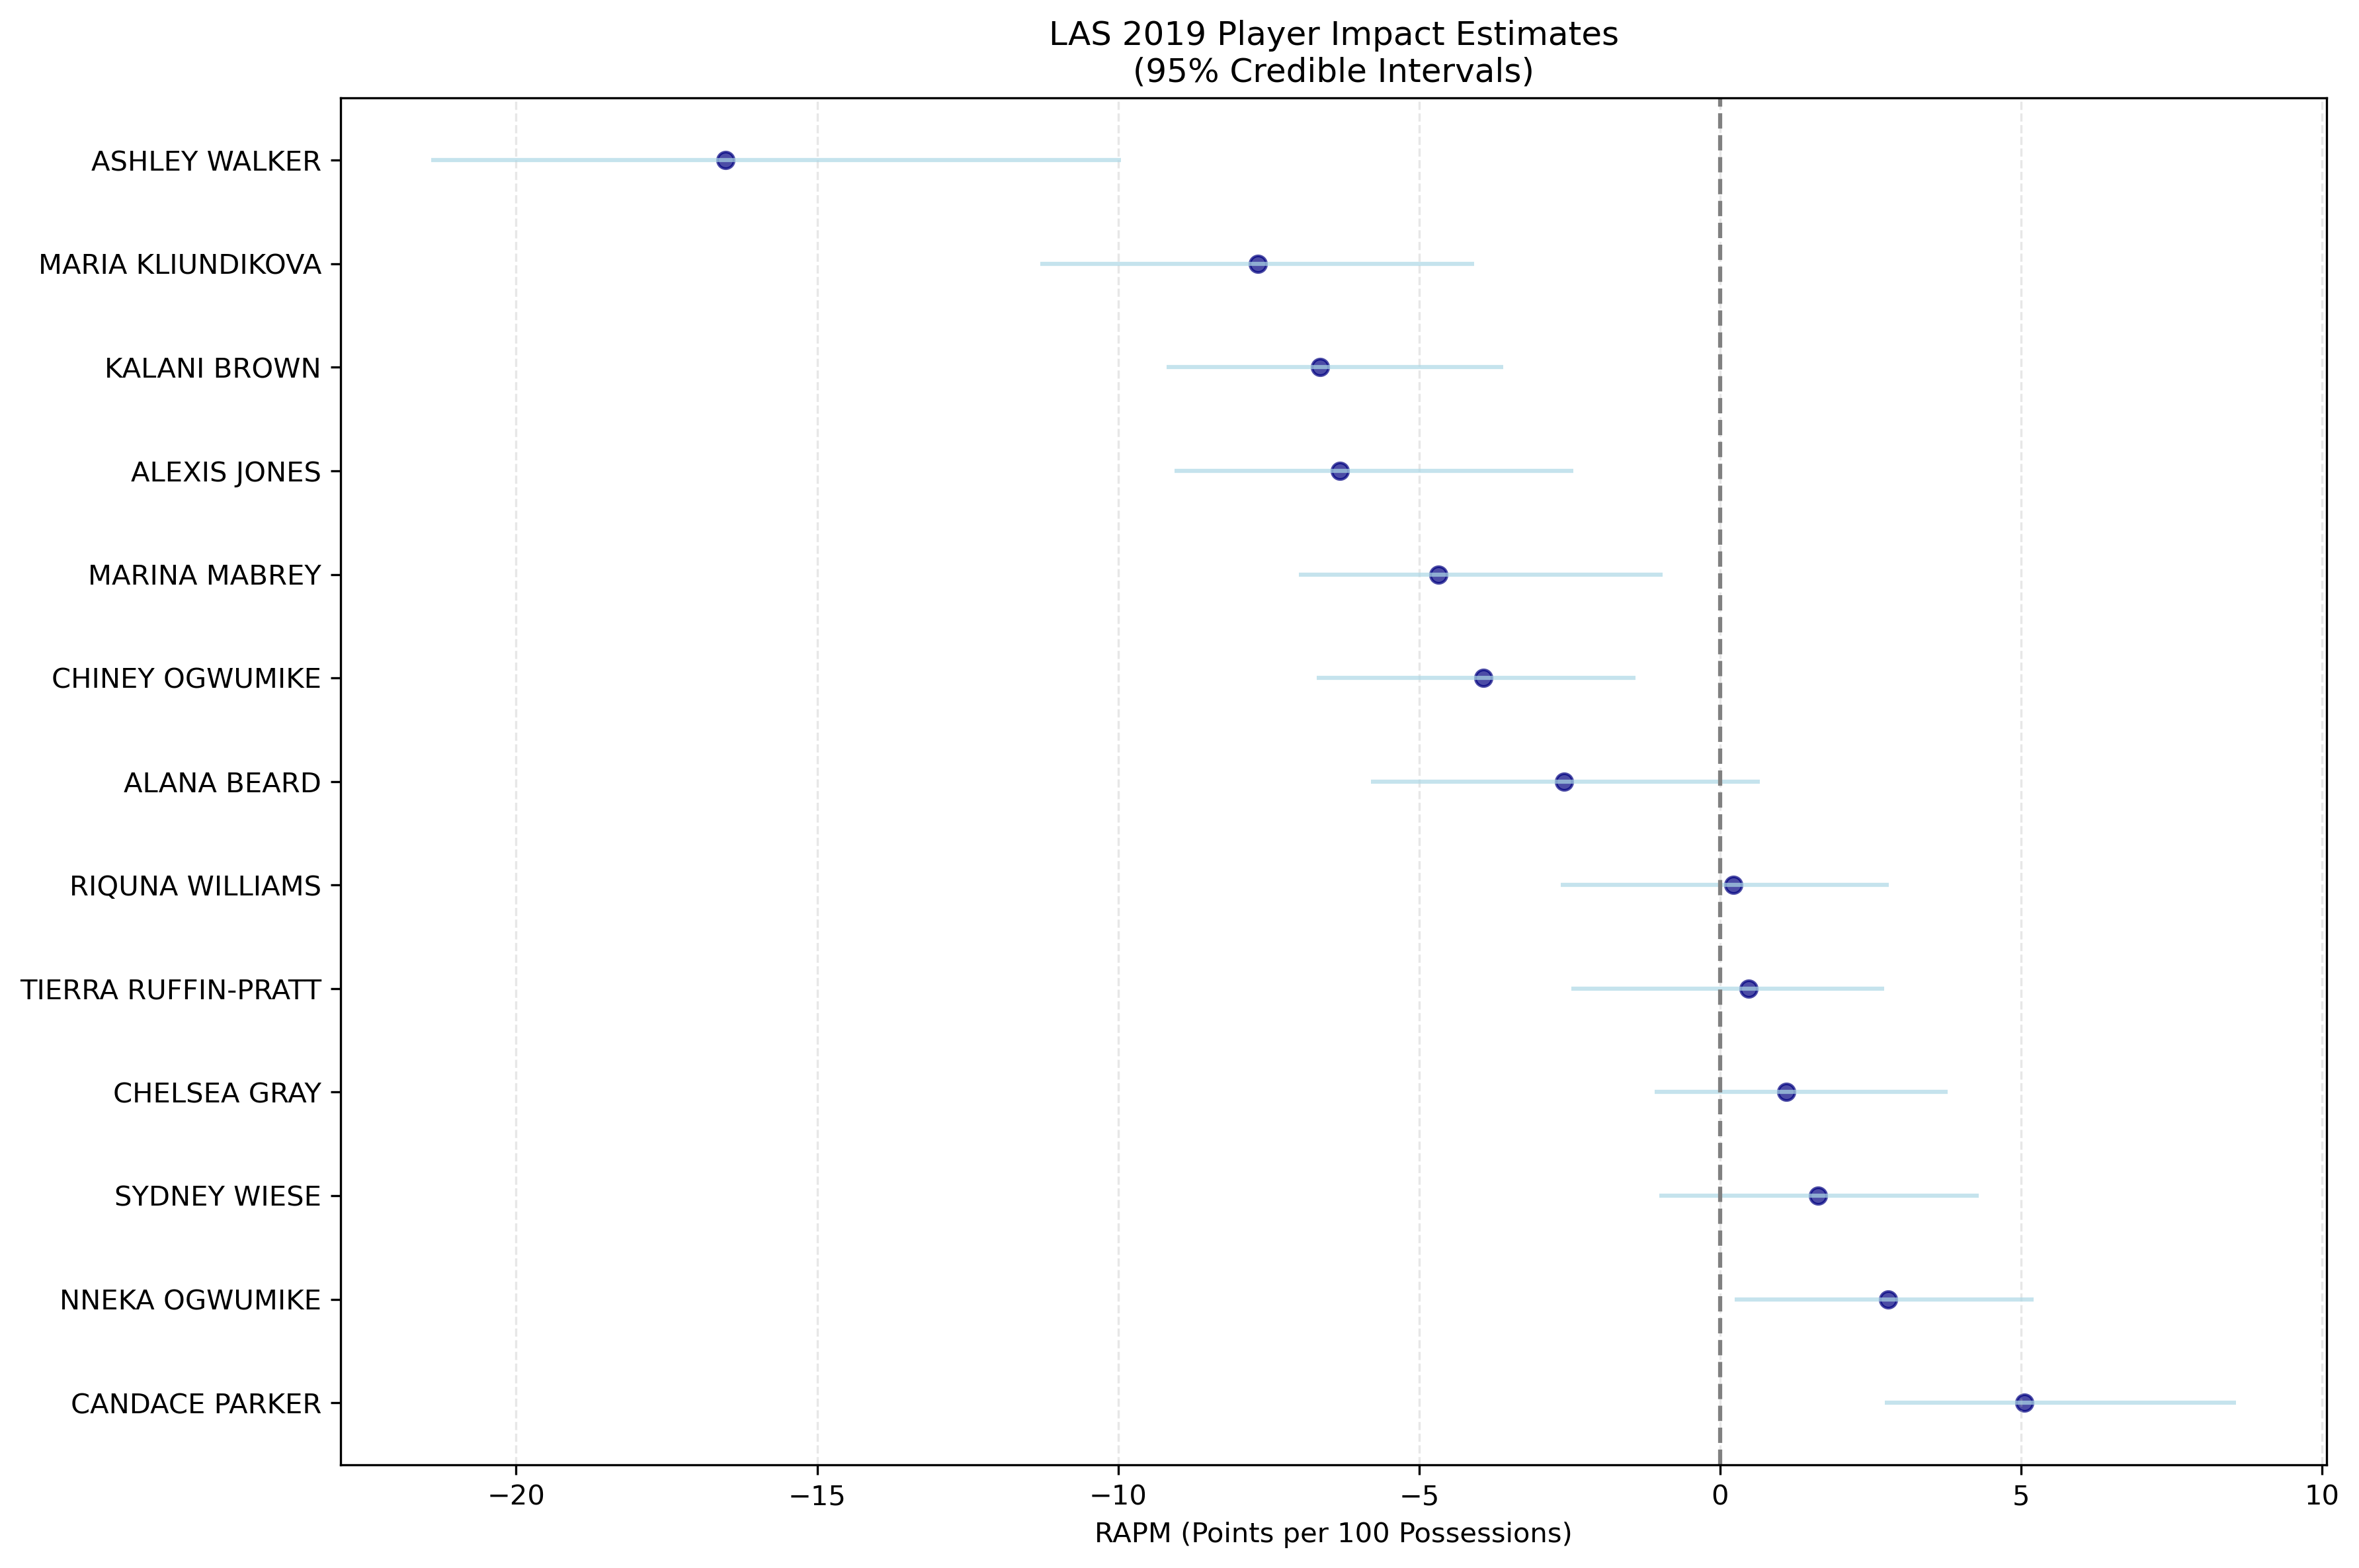 LAS 2019 Player Impact Estimates
(95% Credible Intervals)
ASHLEY WALKER
MARIA KLIUNDIKOVA
KALANI BROWN
ALEXIS JONES
MARINA MABREY
CHINEY OGWUMIKE
ALANA BEARD
RIQUNA WILLIAMS
TIERRA RUFFIN-PRATT
CHELSEA GRAY
SYDNEY WIESE
NNEKA OGWUMIKE
CANDACE PARKER
−20 −15 −10 −5 0 5 10
RAPM (Points per 100 Possessions)